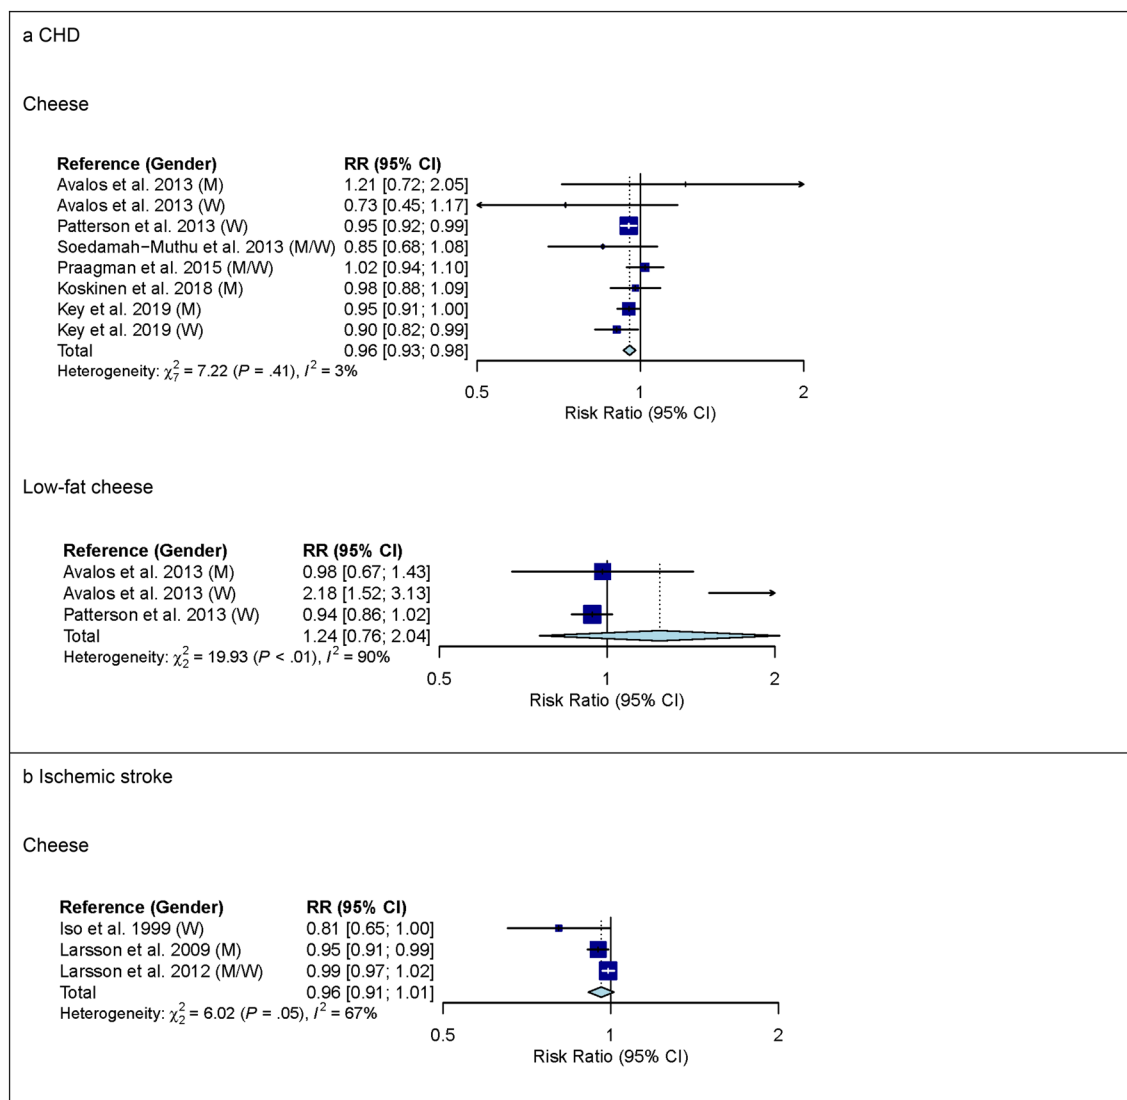 a CHD
Cheese
Reference (Gender) RR (95% CI)
Avalos et al. 2013 (M) 1.21 [0.72; 2.05]
Avalos et al. 2013 (W) 0.73 [0.45; 1.17]
Patterson et al. 2013 (W) 0.95 [0.92; 0.99]
Soedamah−Muthu et al. 2013 (M/W) 0.85 [0.68; 1.08]
Praagman et al. 2015 (M/W) 1.02 [0.94; 1.10]
Koskinen et al. 2018 (M) 0.98 [0.88; 1.09]
Key et al. 2019 (M) 0.95 [0.91; 1.00]
Key et al. 2019 (W) 0.90 [0.82; 0.99]
Total 0.96 [0.93; 0.98]
Heterogeneity: χ²₇ = 7.22 (P = .41), I² = 3%
0.5 1 2
Risk Ratio (95% CI)
Low-fat cheese
Reference (Gender) RR (95% CI)
Avalos et al. 2013 (M) 0.98 [0.67; 1.43]
Avalos et al. 2013 (W) 2.18 [1.52; 3.13]
Patterson et al. 2013 (W) 0.94 [0.86; 1.02]
Total 1.24 [0.76; 2.04]
Heterogeneity: χ²₂ = 19.93 (P < .01), I² = 90%
0.5 1 2
Risk Ratio (95% CI)
b Ischemic stroke
Cheese
Reference (Gender) RR (95% CI)
Iso et al. 1999 (W) 0.81 [0.65; 1.00]
Larsson et al. 2009 (M) 0.95 [0.91; 0.99]
Larsson et al. 2012 (M/W) 0.99 [0.97; 1.02]
Total 0.96 [0.91; 1.01]
Heterogeneity: χ²₂ = 6.02 (P = .05), I² = 67%
0.5 1 2
Risk Ratio (95% CI)